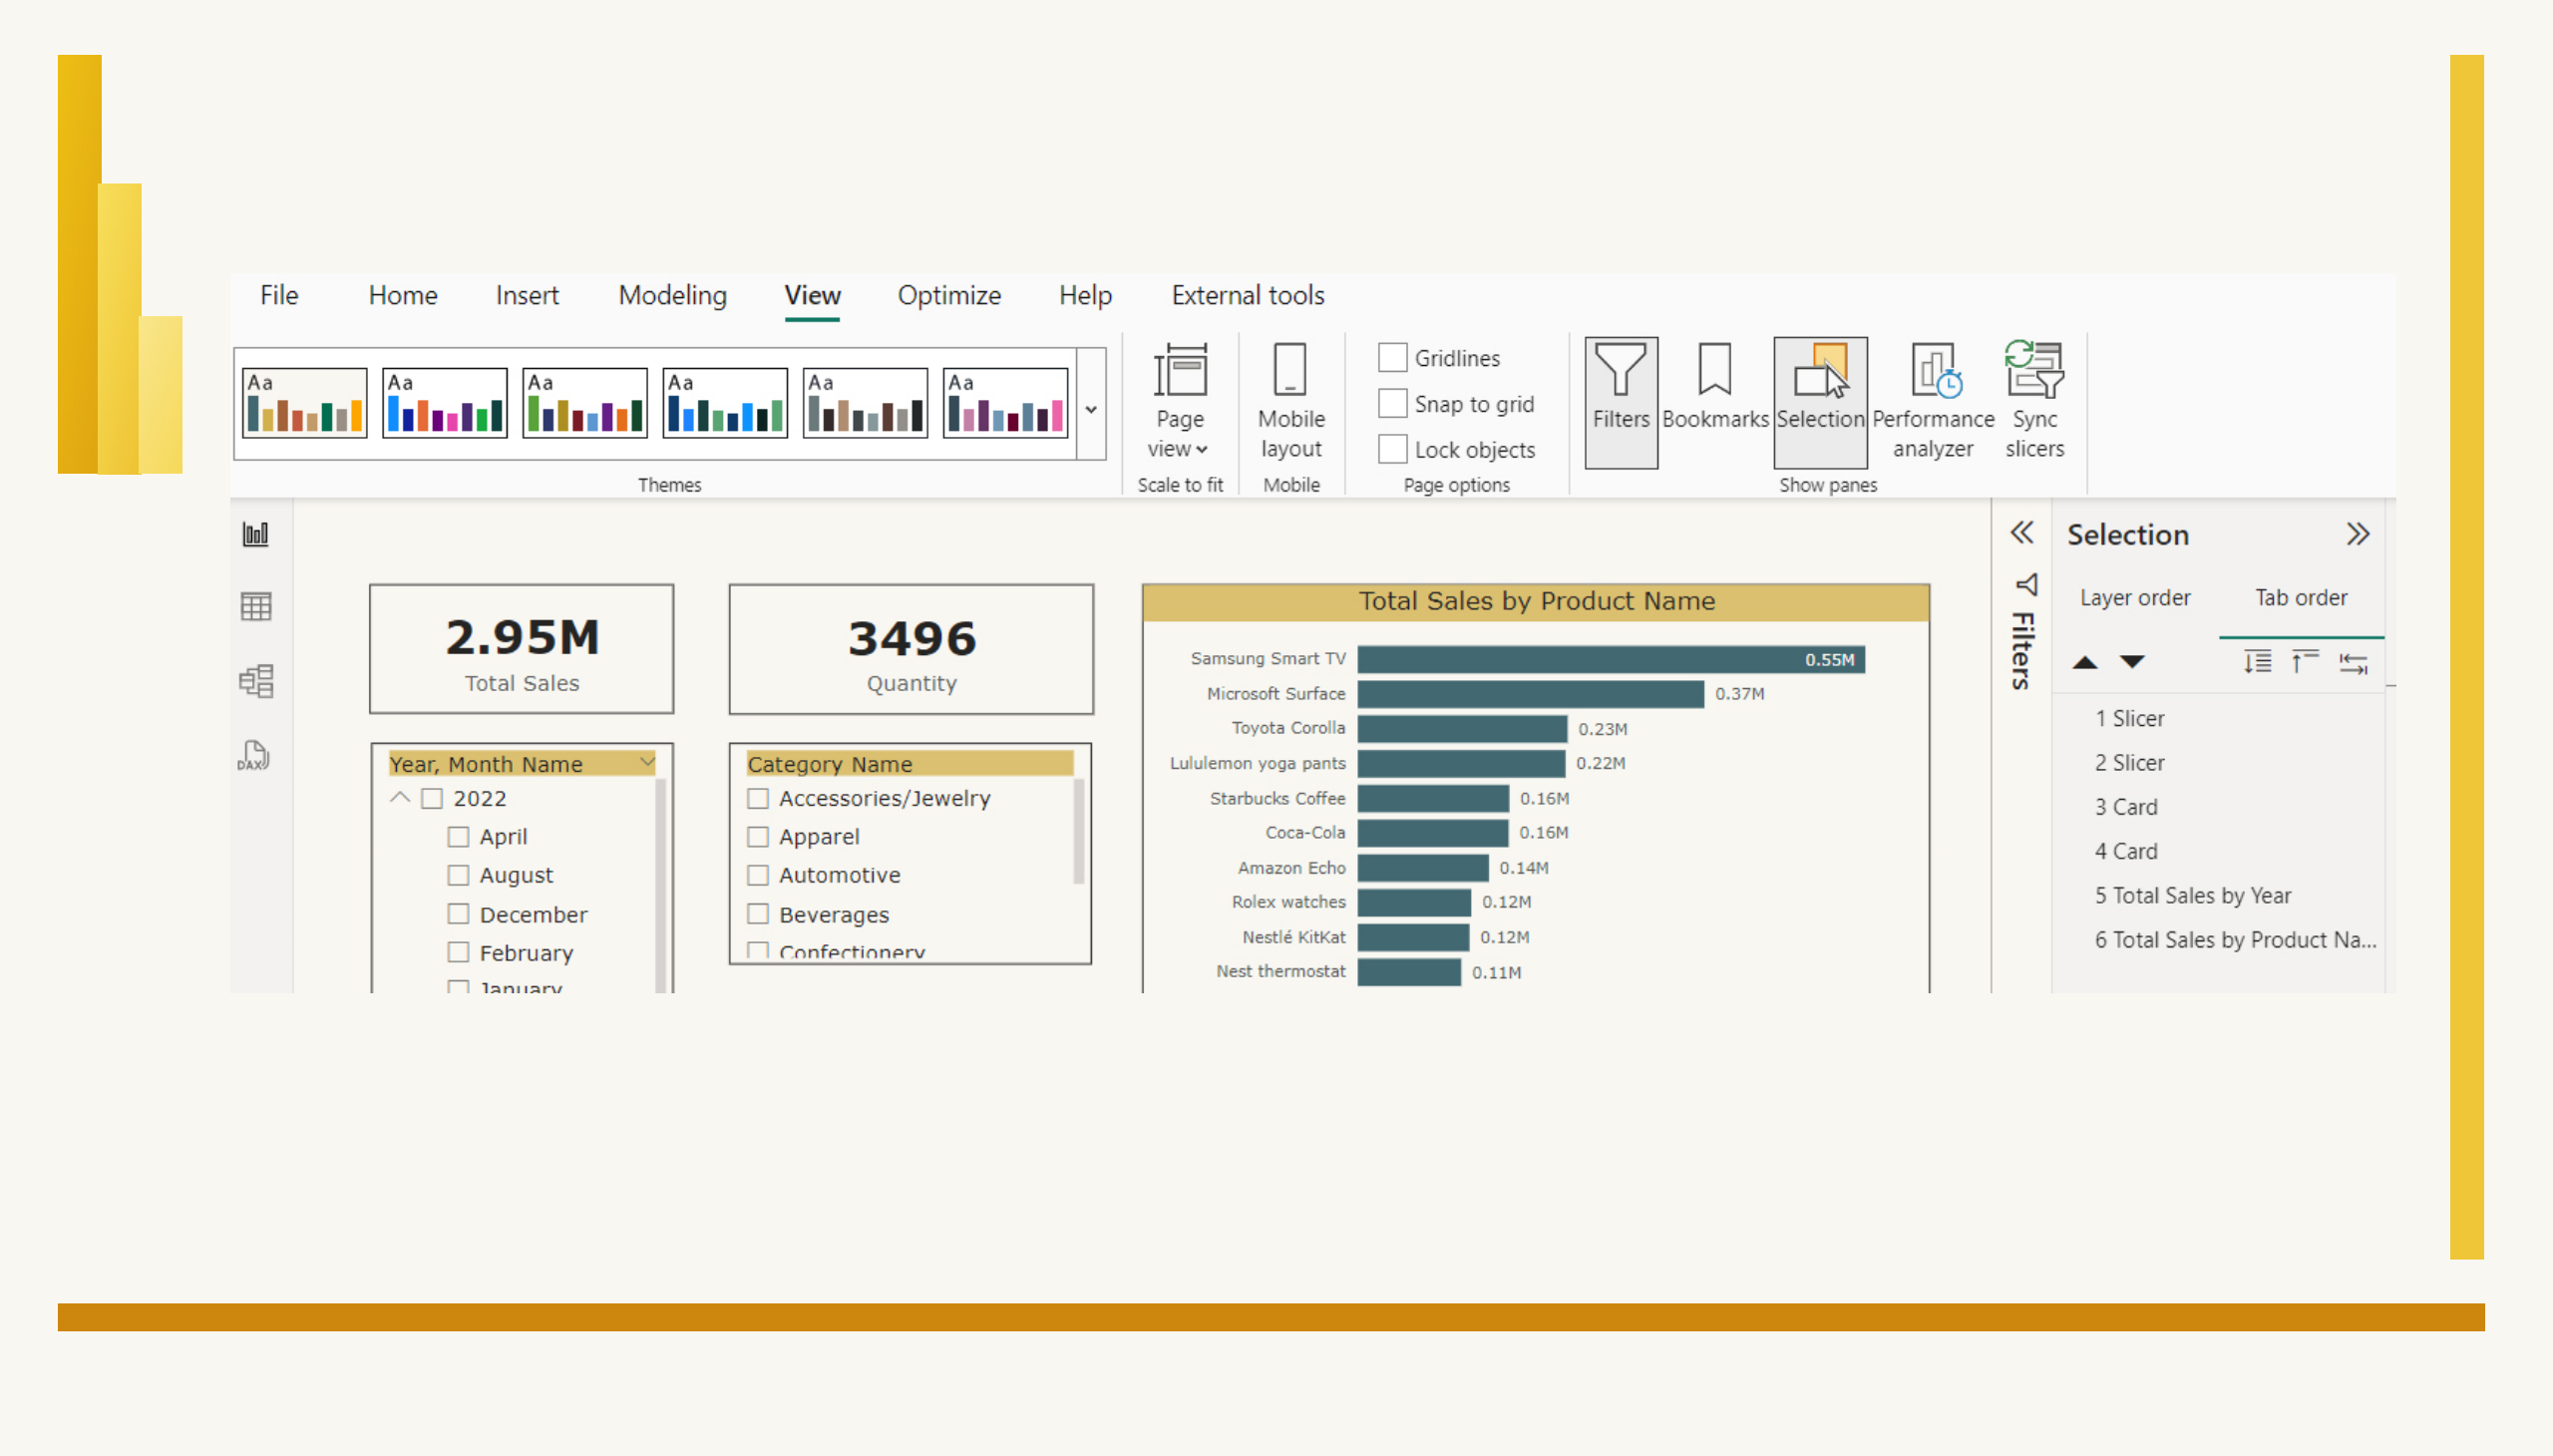 File Home Insert Modeling View Optimize Help External tools
Aa Aa Aa Aa Aa Aa
Themes
Page view
Scale to fit
Mobile layout
Mobile
Gridlines
Snap to grid
Lock objects
Page options
Filters
Bookmarks
Selection
Performance analyzer
Sync slicers
Show panes
DAX
2.95M
Total Sales
3496
Quantity
Year, Month Name
2022
April
August
December
February
January
Category Name
Accessories/Jewelry
Apparel
Automotive
Beverages
Confectionery
Total Sales by Product Name
Samsung Smart TV 0.55M
Microsoft Surface 0.37M
Toyota Corolla 0.23M
Lululemon yoga pants 0.22M
Starbucks Coffee 0.16M
Coca-Cola 0.16M
Amazon Echo 0.14M
Rolex watches 0.12M
Nestlé KitKat 0.12M
Nest thermostat 0.11M
Filters
Selection
Layer order Tab order
1 Slicer
2 Slicer
3 Card
4 Card
5 Total Sales by Year
6 Total Sales by Product Na...